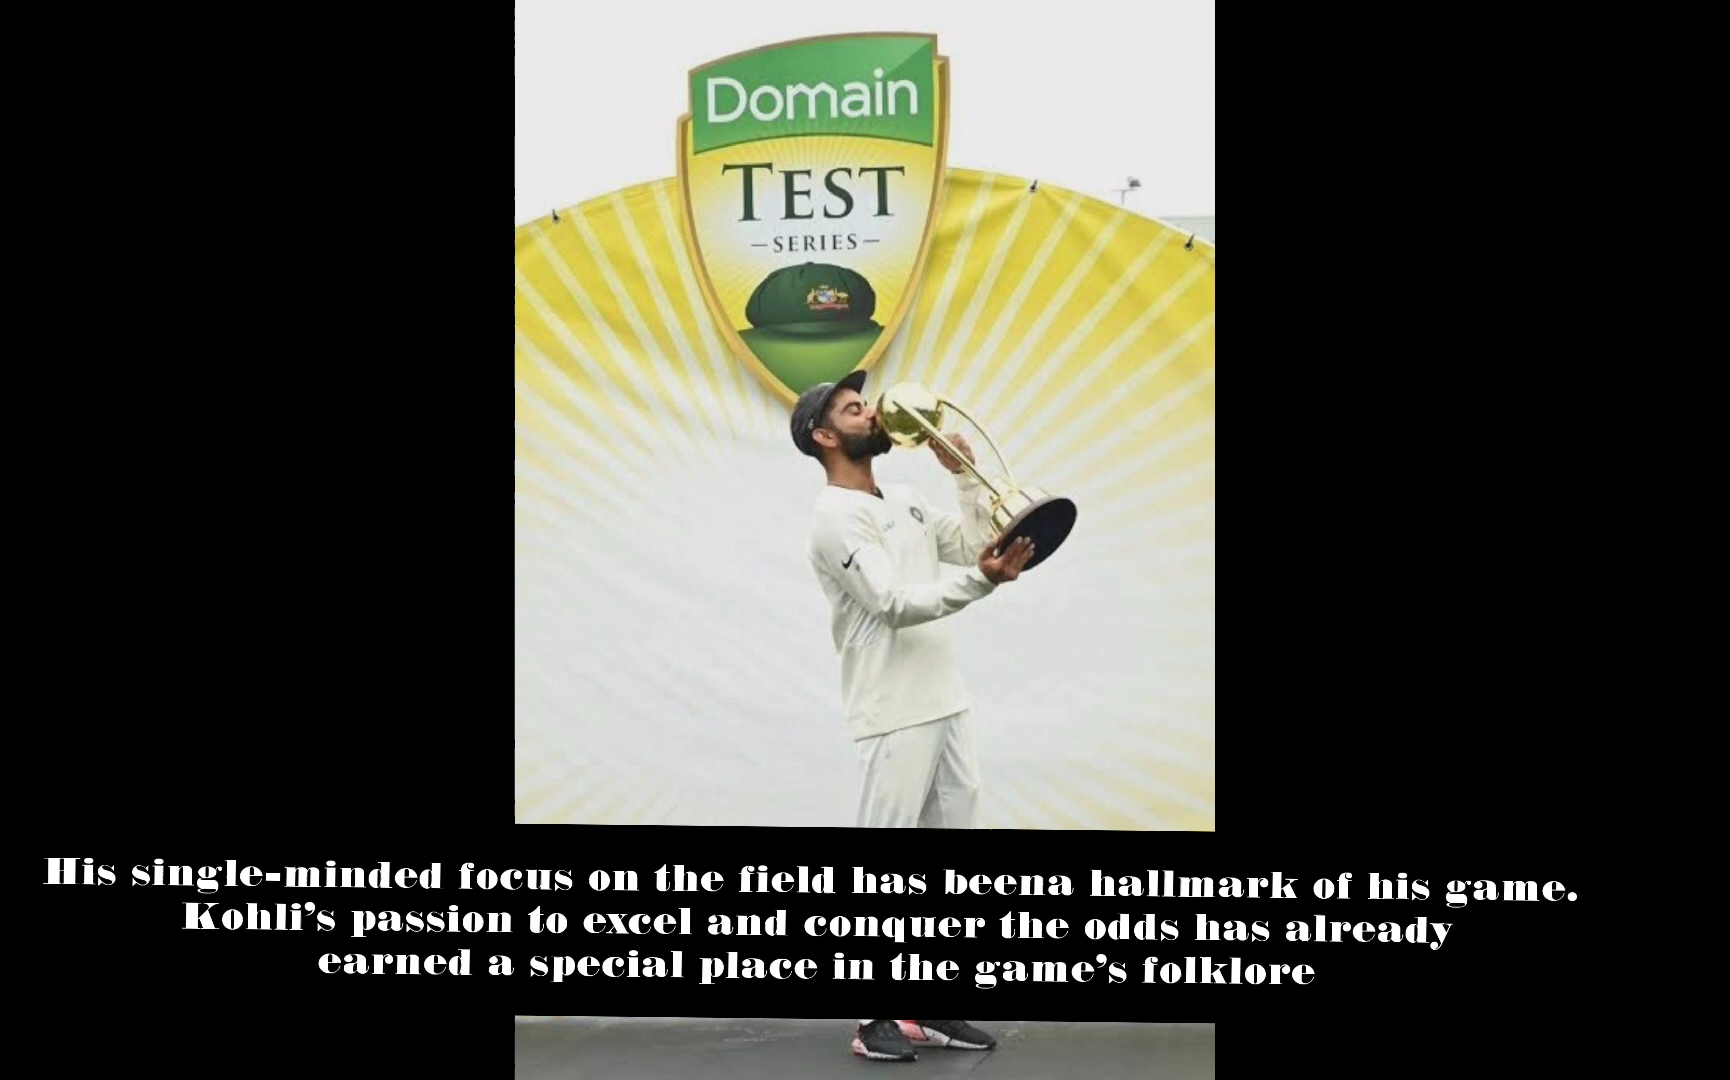 Domain
TEST
-SERIES-
His single-minded focus on the field has beena hallmark of his game.
Kohli's passion to excel and conquer the odds has already
earned a special place in the game's folklore